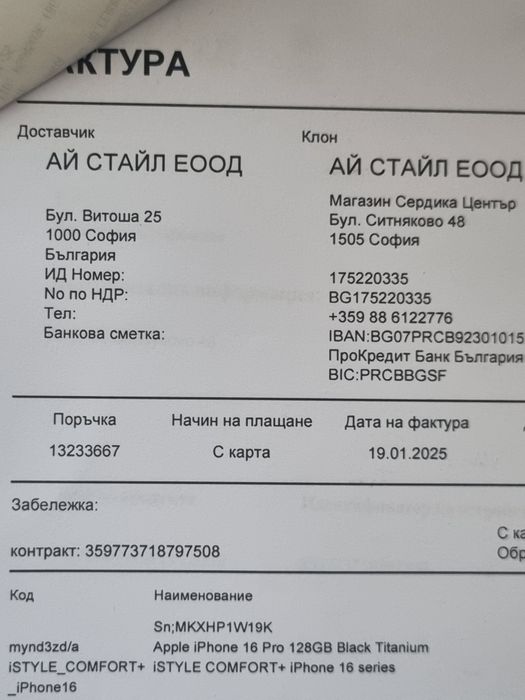 КТУРА
Доставчик
Клон
АЙ СТАЙЛ ЕООД
АЙ СТАЙЛ ЕООД
Магазин Сердика Център
Бул. Витоша 25
Бул. Ситняково 48
1000 София
1505 София
България
ИД Номер:
175220335
No по НДР:
BG175220335
Тел:
+359 88 6122776
Банкова сметка:
IBAN:BG07PRCB92301015
ПроКредит Банк България
BIC:PRCBBGSF
Поръчка Начин на плащане Дата на фактура
13233667 С карта 19.01.2025
Забележка:
С ка
контракт: 359773718797508
Обр
Код Наименование
Sn;MKXHP1W19K
mynd3zd/a Apple iPhone 16 Pro 128GB Black Titanium
iSTYLE_COMFORT+ iSTYLE COMFORT+ iPhone 16 series
_iPhone16